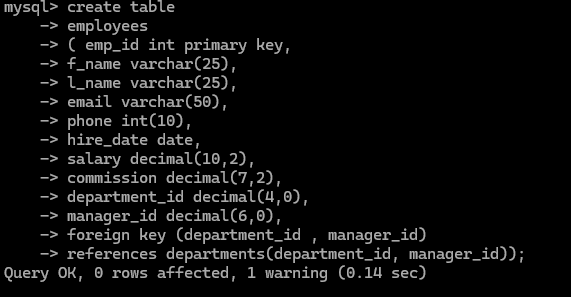 mysql> create table
    -> employees
    -> ( emp_id int primary key,
    -> f_name varchar(25),
    -> l_name varchar(25),
    -> email varchar(50),
    -> phone int(10),
    -> hire_date date,
    -> salary decimal(10,2),
    -> commission decimal(7,2),
    -> department_id decimal(4,0),
    -> manager_id decimal(6,0),
    -> foreign key (department_id , manager_id)
    -> references departments(department_id, manager_id));
Query OK, 0 rows affected, 1 warning (0.14 sec)